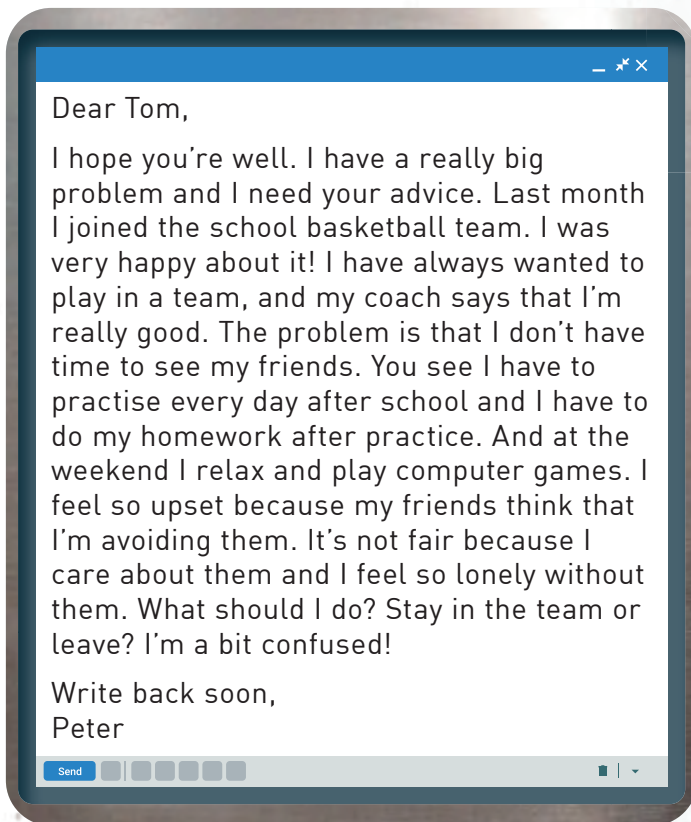 Dear Tom,
I hope you’re well. I have a really big
problem and I need your advice. Last month
I joined the school basketball team. I was
very happy about it! I have always wanted to
play in a team, and my coach says that I’m
really good. The problem is that I don’t have
time to see my friends. You see I have to
practise every day after school and I have to
do my homework after practice. And at the
weekend I relax and play computer games. I
feel so upset because my friends think that
I’m avoiding them. It’s not fair because I
care about them and I feel so lonely without
them. What should I do? Stay in the team or
leave? I’m a bit confused!
Write back soon,
Peter
Send